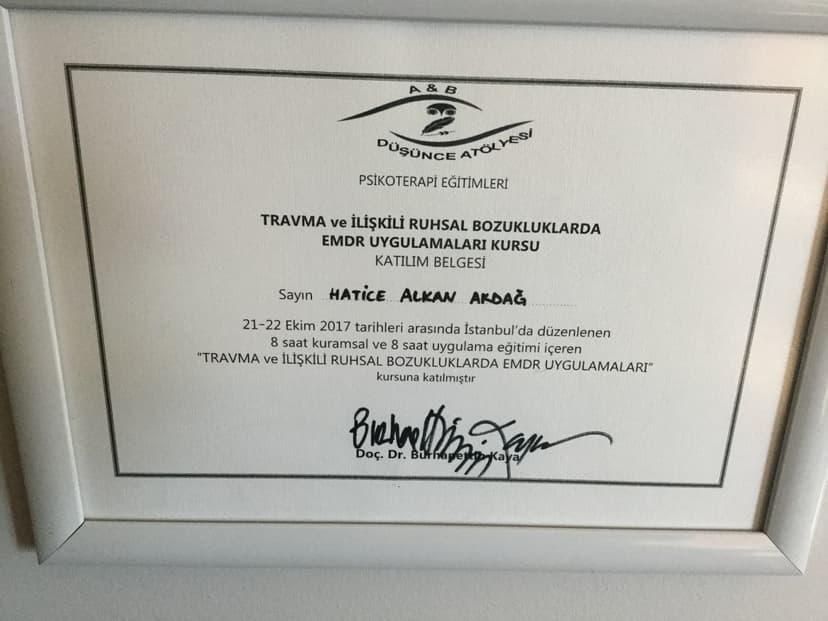 A & B
DÜŞÜNCE ATÖLYESİ
PSİKOTERAPİ EĞİTİMLERİ
TRAVMA ve İLİŞKİLİ RUHSAL BOZUKLUKLARDA
EMDR UYGULAMALARI KURSU
KATILIM BELGESİ
Sayın HATİCE ALKAN AKDAĞ
21-22 Ekim 2017 tarihleri arasında İstanbul'da düzenlenen
8 saat kuramsal ve 8 saat uygulama eğitimi içeren
"TRAVMA ve İLİŞKİLİ RUHSAL BOZUKLUKLARDA EMDR UYGULAMALARI"
kursuna katılmıştır
Doç. Dr. Burhanettin Kaya